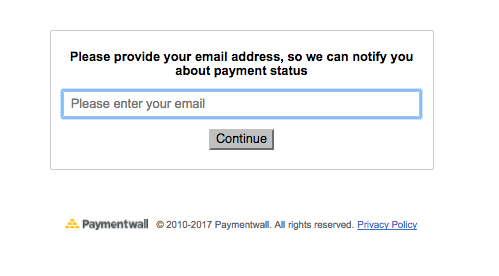 Please provide your email address, so we can notify you
about payment status
Please enter your email
Continue
Paymentwall © 2010-2017 Paymentwall. All rights reserved. Privacy Policy